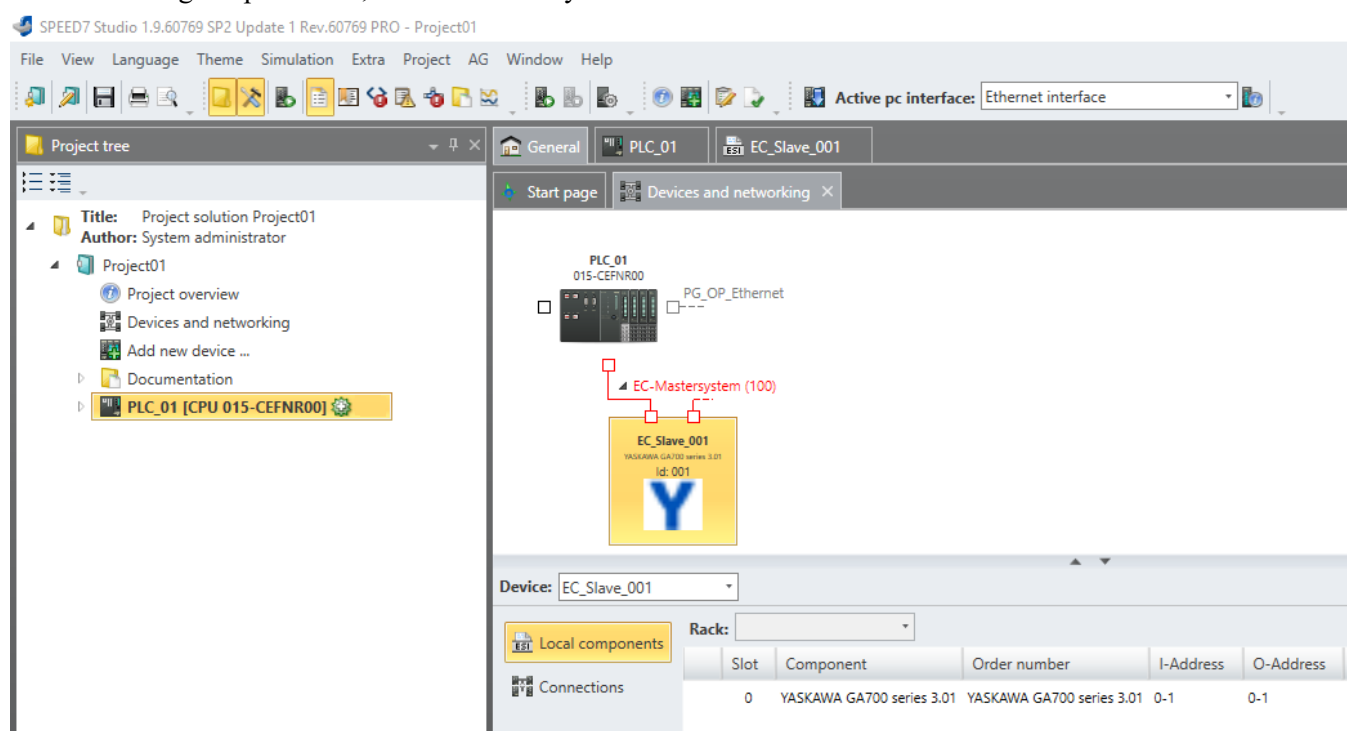 SPEED7 Studio 1.9.60769 SP2 Update 1 Rev.60769 PRO - Project01
File View Language Theme Simulation Extra Project AG Window Help
Active pc interface: Ethernet interface
Project tree
General PLC_01 ESI EC_Slave_001
Start page Devices and networking
Title: Project solution Project01
Author: System administrator
Project01
Project overview
Devices and networking
Add new device ...
Documentation
PLC_01 [CPU 015-CEFNR00]
PLC_01
015-CEFNR00
PG_OP_Ethernet
EC-Mastersystem (100)
EC_Slave_001
YASKAWA GA700 series 3.01
Id: 001
Y
Device: EC_Slave_001
ESI Local components
Connections
Rack:
Slot Component Order number I-Address O-Address
0 YASKAWA GA700 series 3.01 YASKAWA GA700 series 3.01 0-1 0-1